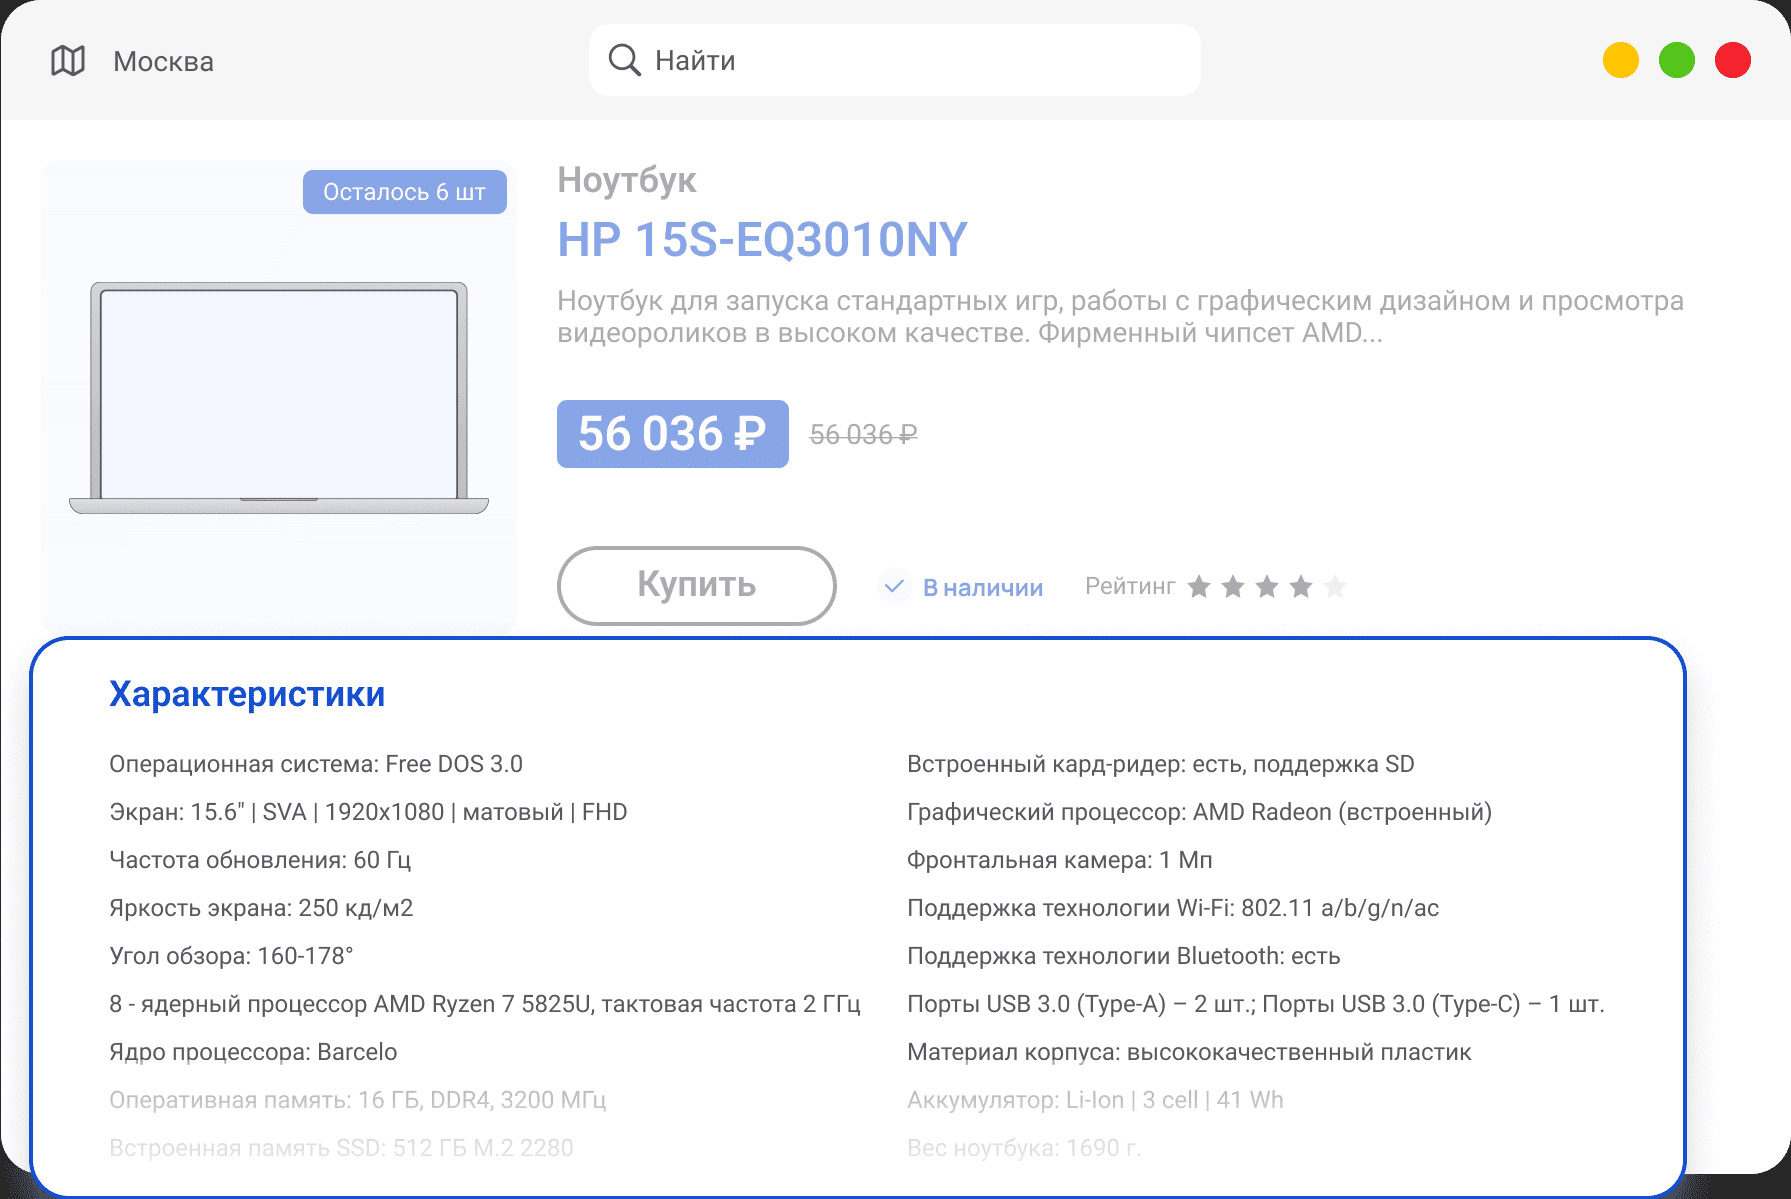 Москва
Найти
Осталось 6 шт
Ноутбук
HP 15S-EQ3010NY
Ноутбук для запуска стандартных игр, работы с графическим дизайном и просмотра
видеороликов в высоком качестве. Фирменный чипсет AMD...
56 036 ₽
56 036 ₽
Купить
В наличии
Рейтинг
Характеристики
Операционная система: Free DOS 3.0
Экран: 15.6" | SVA | 1920x1080 | матовый | FHD
Частота обновления: 60 Гц
Яркость экрана: 250 кд/м2
Угол обзора: 160-178°
8 - ядерный процессор AMD Ryzen 7 5825U, тактовая частота 2 ГГц
Ядро процессора: Barcelo
Оперативная память: 16 ГБ, DDR4, 3200 МГц
Встроенная память SSD: 512 ГБ M.2 2280
Встроенный кард-ридер: есть, поддержка SD
Графический процессор: AMD Radeon (встроенный)
Фронтальная камера: 1 Мп
Поддержка технологии Wi-Fi: 802.11 a/b/g/n/ac
Поддержка технологии Bluetooth: есть
Порты USB 3.0 (Type-A) – 2 шт.; Порты USB 3.0 (Type-C) – 1 шт.
Материал корпуса: высококачественный пластик
Аккумулятор: Li-Ion | 3 cell | 41 Wh
Вес ноутбука: 1690 г.